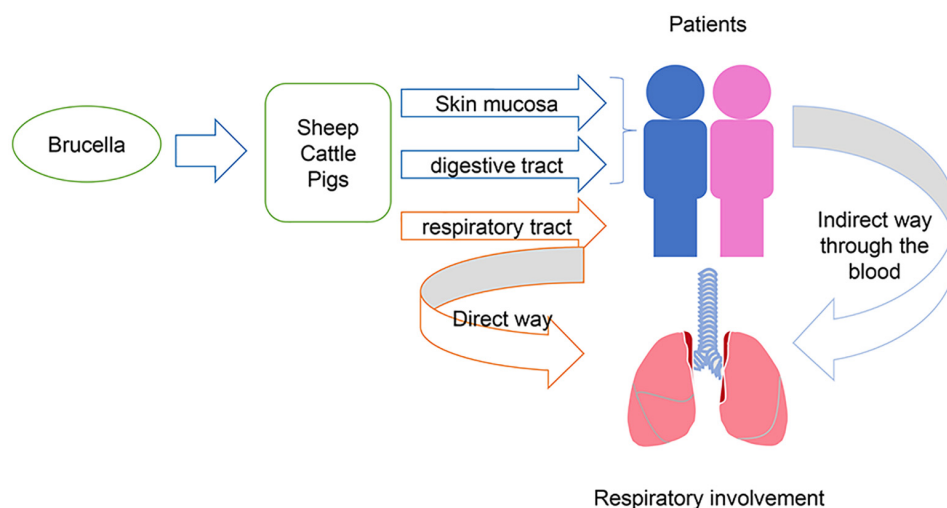 Patients
Brucella
Sheep
Cattle
Pigs
Skin mucosa
digestive tract
respiratory tract
Direct way
Indirect way
through the
blood
Respiratory involvement